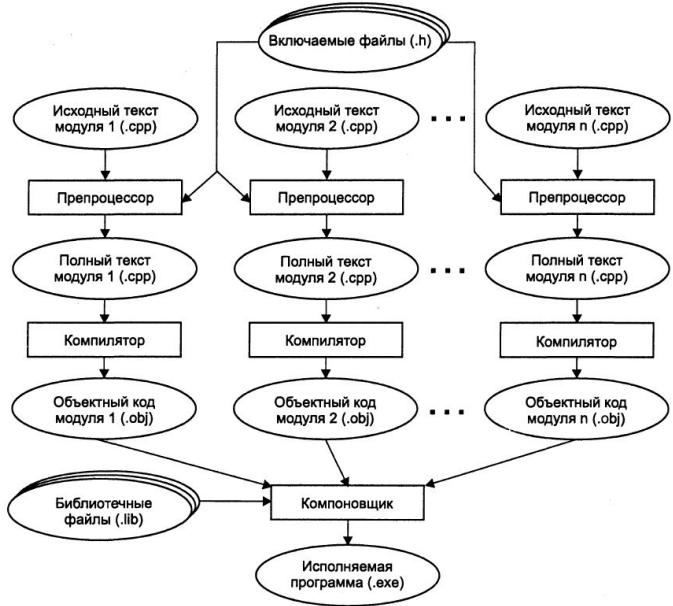 Включаемые файлы (.h)
Исходный текст
модуля 1 (.cpp)
Исходный текст
модуля 2 (.cpp)
Исходный текст
модуля n (.cpp)
Препроцессор
Препроцессор
Препроцессор
Полный текст
модуля 1 (.cpp)
Полный текст
модуля 2 (.cpp)
Полный текст
модуля n (.cpp)
Компилятор
Компилятор
Компилятор
Объектный код
модуля 1 (.obj)
Объектный код
модуля 2 (.obj)
Объектный код
модуля n (.obj)
Библиотечные
файлы (.lib)
Компоновщик
Исполняемая
программа (.exe)